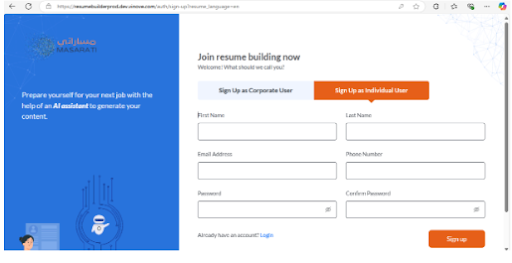 https://resumebuilderprod.dev.vinove.com/auth/sign-up?resume_language=en
مساراتي
MASARATI
Prepare yourself for your next job with the
help of an AI assistant to generate your
content.
Join resume building now
Welcome! What should we call you?
Sign Up as Corporate User
Sign Up as Individual User
First Name
Last Name
Email Address
Phone Number
Password
Confirm Password
Already have an account? Login
Sign up